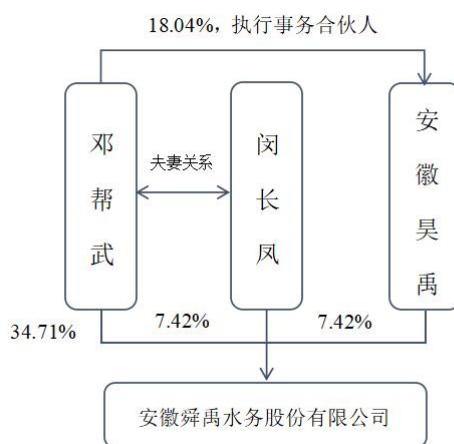 18.04%，执行事务合伙人
邓帮武
夫妻关系
闵长凤
安徽昊禹
34.71%
7.42%
7.42%
安徽舜禹水务股份有限公司